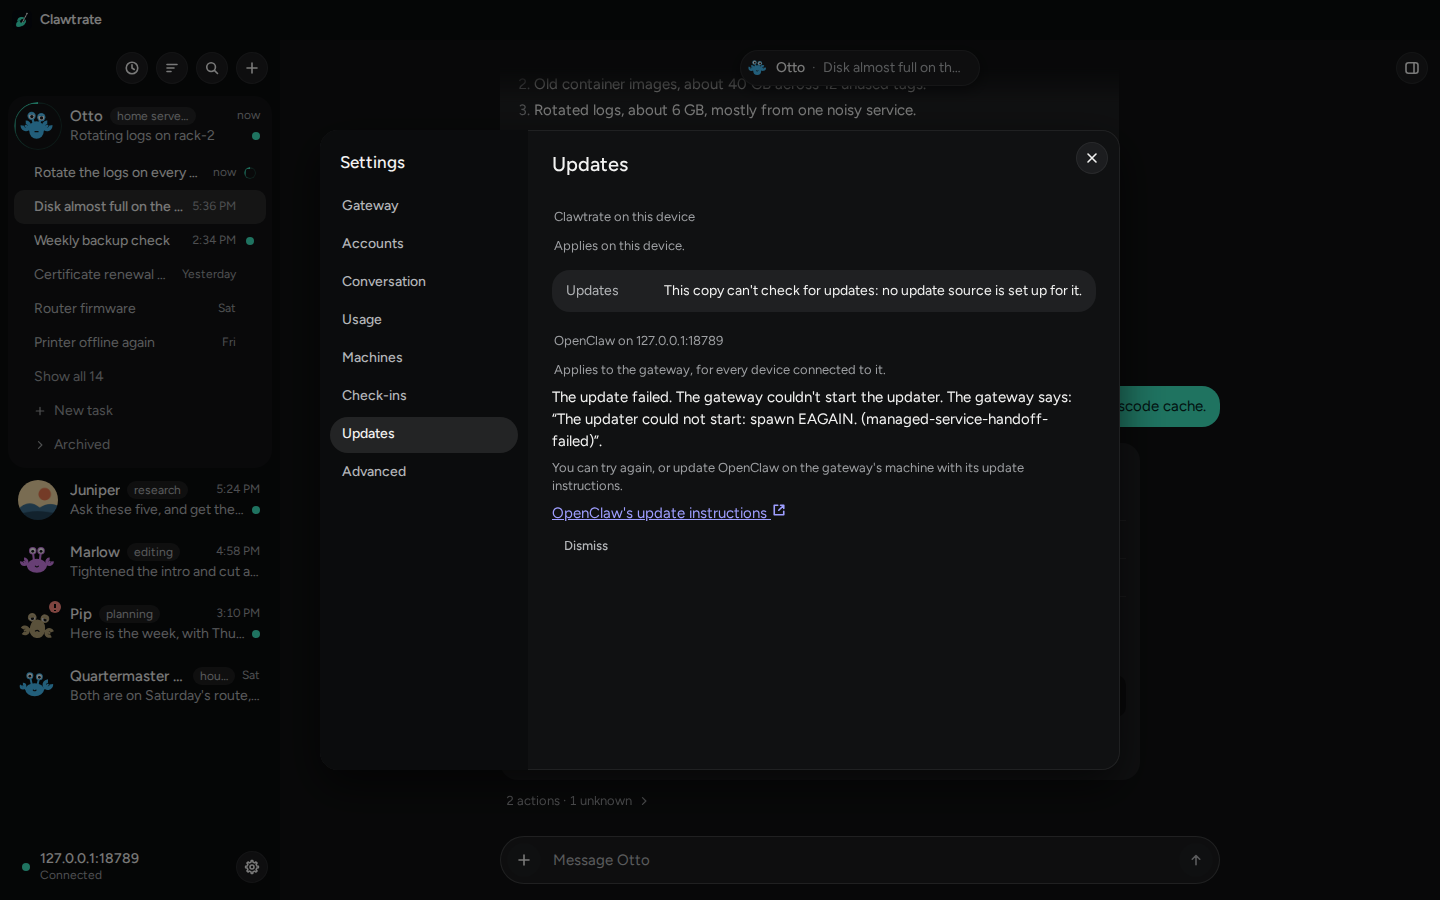 Clawtrate
Otto · Disk almost full on th...
2. Old container images, about 40 GB across 12 unused tags.
3. Rotated logs, about 6 GB, mostly from one noisy service.
Otto home serve... now
Rotating logs on rack-2
Rotate the logs on every ... now
Disk almost full on the ... 5:36 PM
Weekly backup check 2:34 PM
Certificate renewal ... Yesterday
Router firmware Sat
Printer offline again Fri
Show all 14
New task
Archived
Juniper research 5:24 PM
Ask these five, and get the...
Marlow editing 4:58 PM
Tightened the intro and cut a...
Pip planning 3:10 PM
Here is the week, with Thu...
Quartermaster ... hou... Sat
Both are on Saturday's route,...
127.0.0.1:18789
Connected
Settings
Gateway
Accounts
Conversation
Usage
Machines
Check-ins
Updates
Advanced
Updates
Clawtrate on this device
Applies on this device.
Updates This copy can't check for updates: no update source is set up for it.
OpenClaw on 127.0.0.1:18789
Applies to the gateway, for every device connected to it.
The update failed. The gateway couldn't start the updater. The gateway says:
“The updater could not start: spawn EAGAIN. (managed-service-handoff-
failed)”.
You can try again, or update OpenClaw on the gateway's machine with its update
instructions.
OpenClaw's update instructions
Dismiss
scode cache.
2 actions · 1 unknown
Message Otto